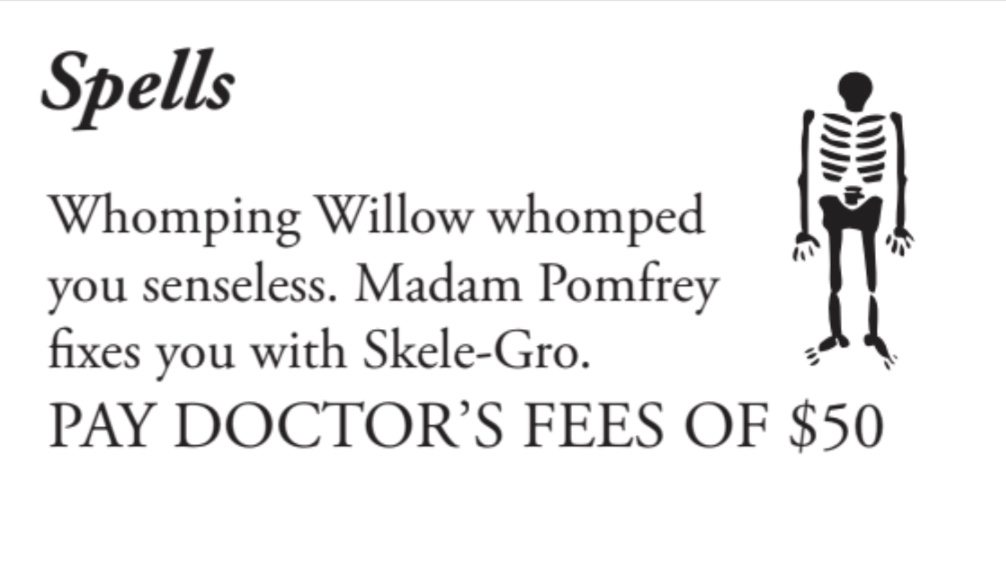 Spells
Whomping Willow whomped
you senseless. Madam Pomfrey
fixes you with Skele-Gro.
PAY DOCTOR’S FEES OF $50